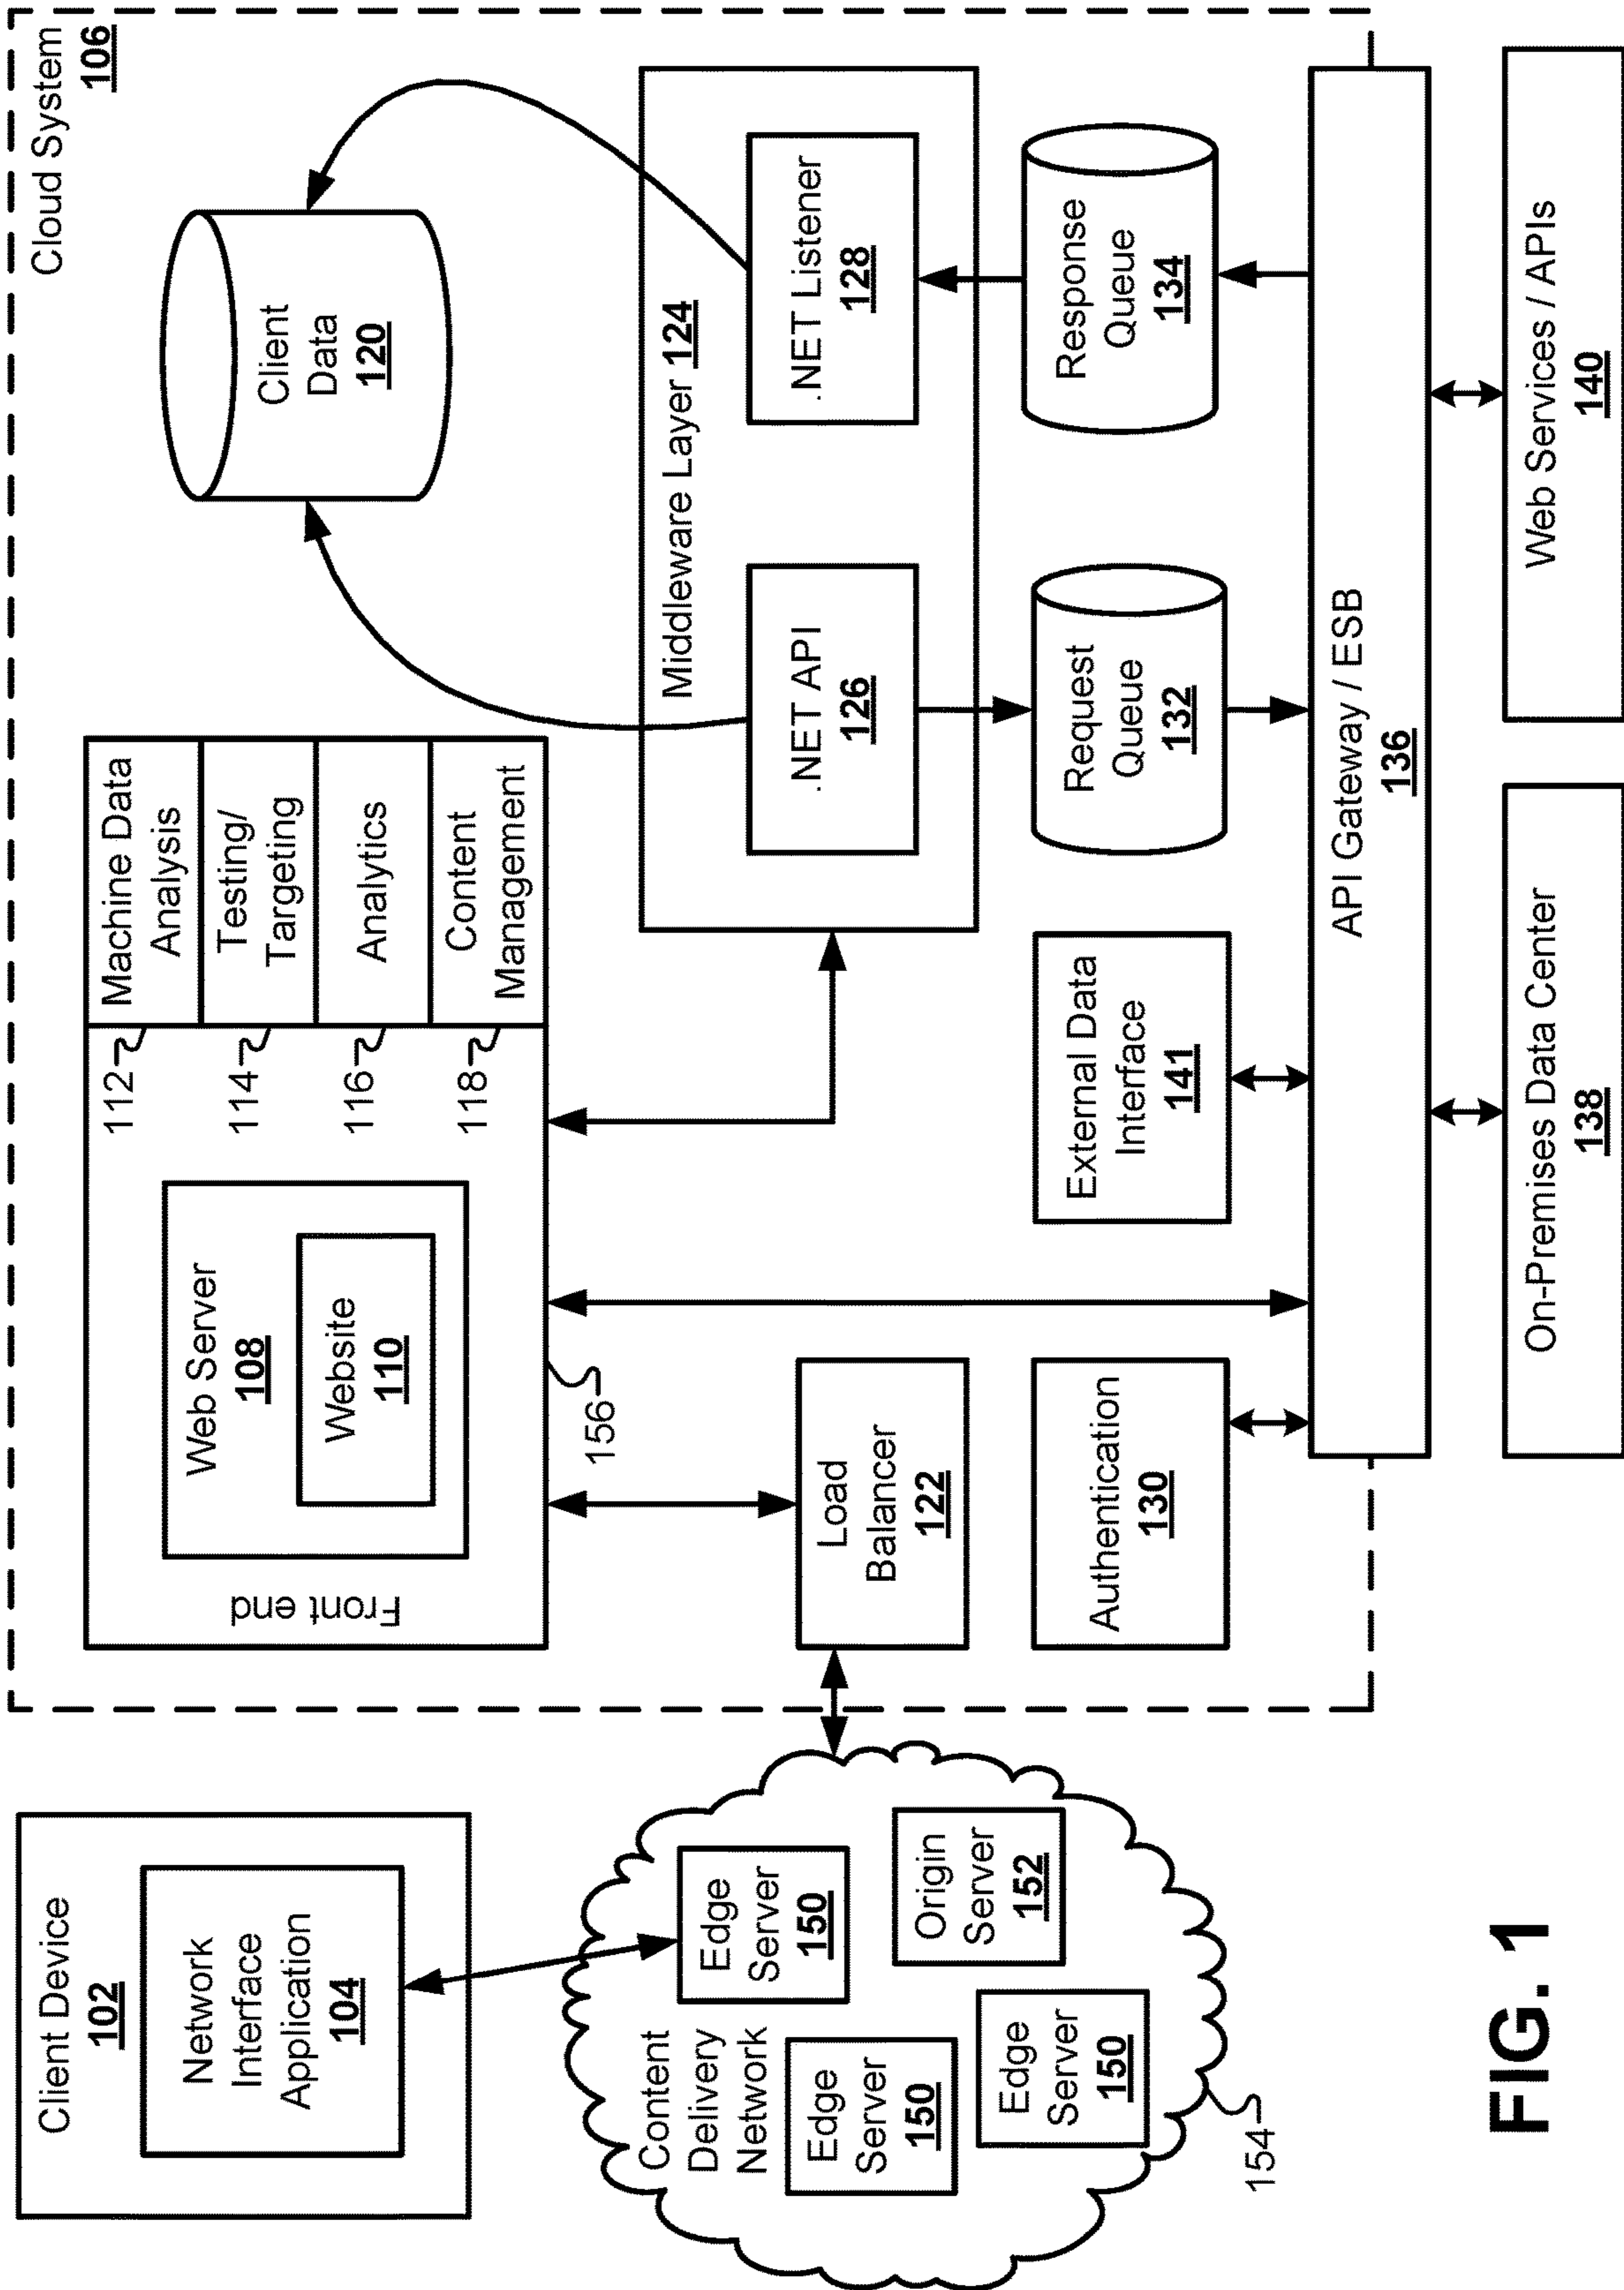 Cloud System
106
Client Device
102
Network
Interface
Application
104
Front end
Web Server
108
Website
110
112
Machine Data
Analysis
114
Testing/
Targeting
116
Analytics
118
Content
Management
156
Client
Data
120
Content
Delivery
Network
Edge
Server
150
Edge
Server
150
Edge
Server
150
Origin
Server
152
154
Load
Balancer
122
Middleware Layer 124
.NET API
126
.NET Listener
128
Authentication
130
External Data
Interface
141
Request
Queue
132
Response
Queue
134
API Gateway / ESB
136
On-Premises Data Center
138
Web Services / APIs
140
FIG. 1